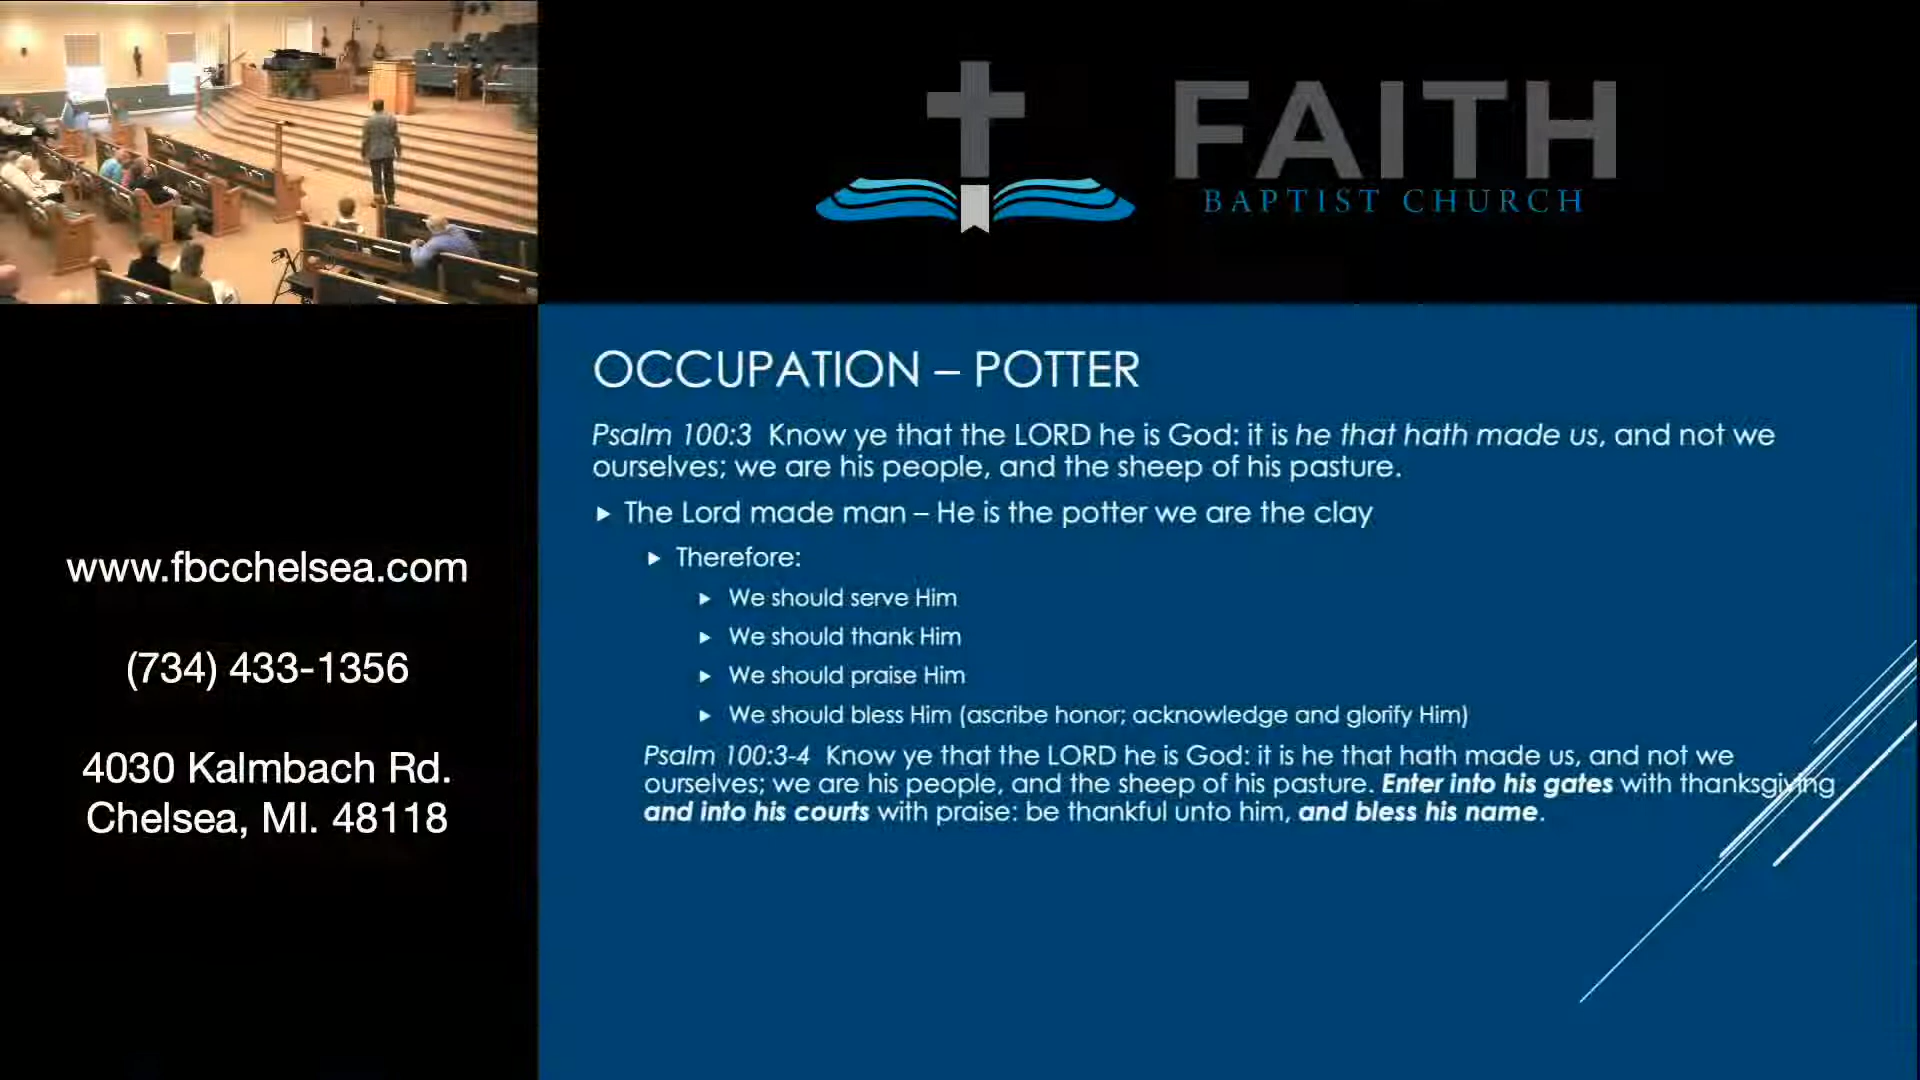 FAITH
BAPTIST CHURCH
www.fbcchelsea.com
(734) 433-1356
4030 Kalmbach Rd.
Chelsea, MI. 48118
OCCUPATION – POTTER
Psalm 100:3 Know ye that the LORD he is God: it is he that hath made us, and not we
ourselves; we are his people, and the sheep of his pasture.
The Lord made man – He is the potter we are the clay
Therefore:
We should serve Him
We should thank Him
We should praise Him
We should bless Him (ascribe honor; acknowledge and glorify Him)
Psalm 100:3-4 Know ye that the LORD he is God: it is he that hath made us, and not we
ourselves; we are his people, and the sheep of his pasture. Enter into his gates with thanksgiving
and into his courts with praise: be thankful unto him, and bless his name.